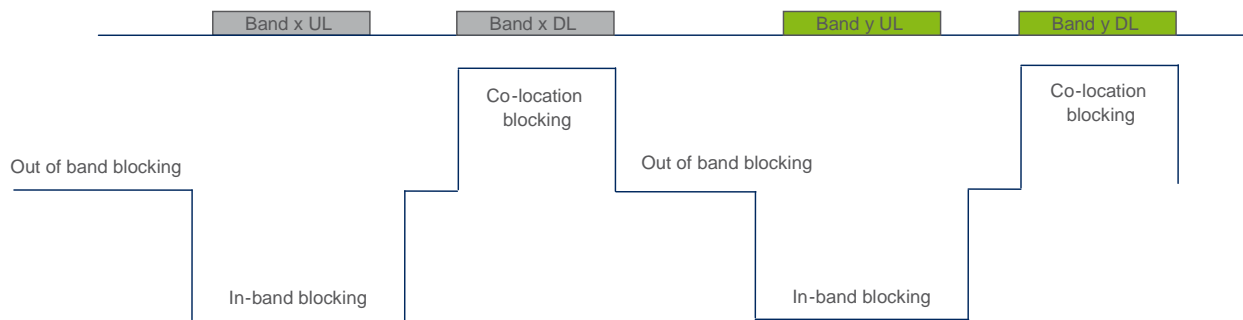 Band x UL
Band x DL
Band y UL
Band y DL
Co-location
blocking
Co-location
blocking
Out of band blocking
Out of band blocking
In-band blocking
In-band blocking